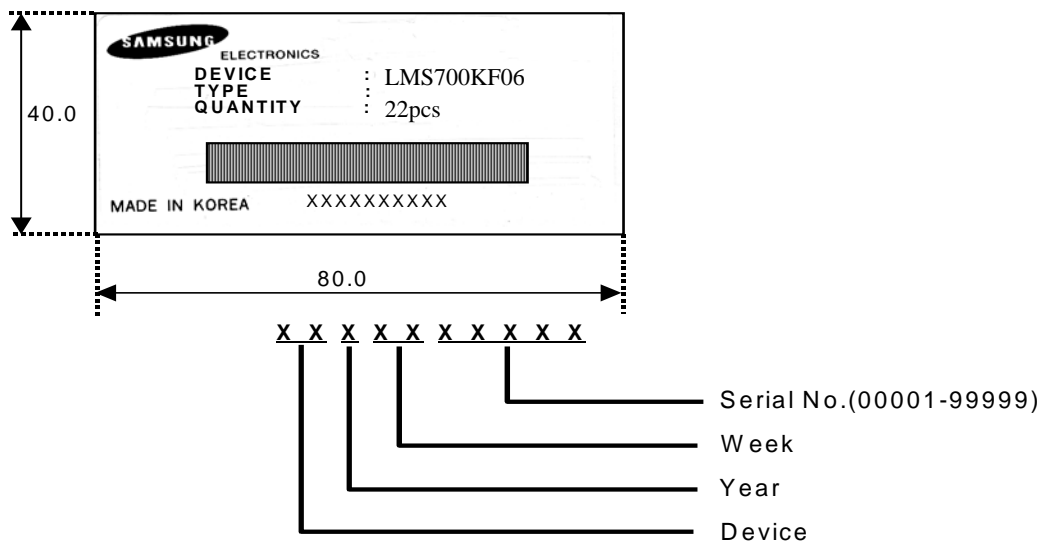 SAMSUNG
ELECTRONICS
DEVICE : LMS700KF06
TYPE :
QUANTITY : 22pcs
40.0
MADE IN KOREA XXXXXXXXXX
80.0
X X X X X X X X X X
Serial No.(00001-99999)
Week
Year
Device